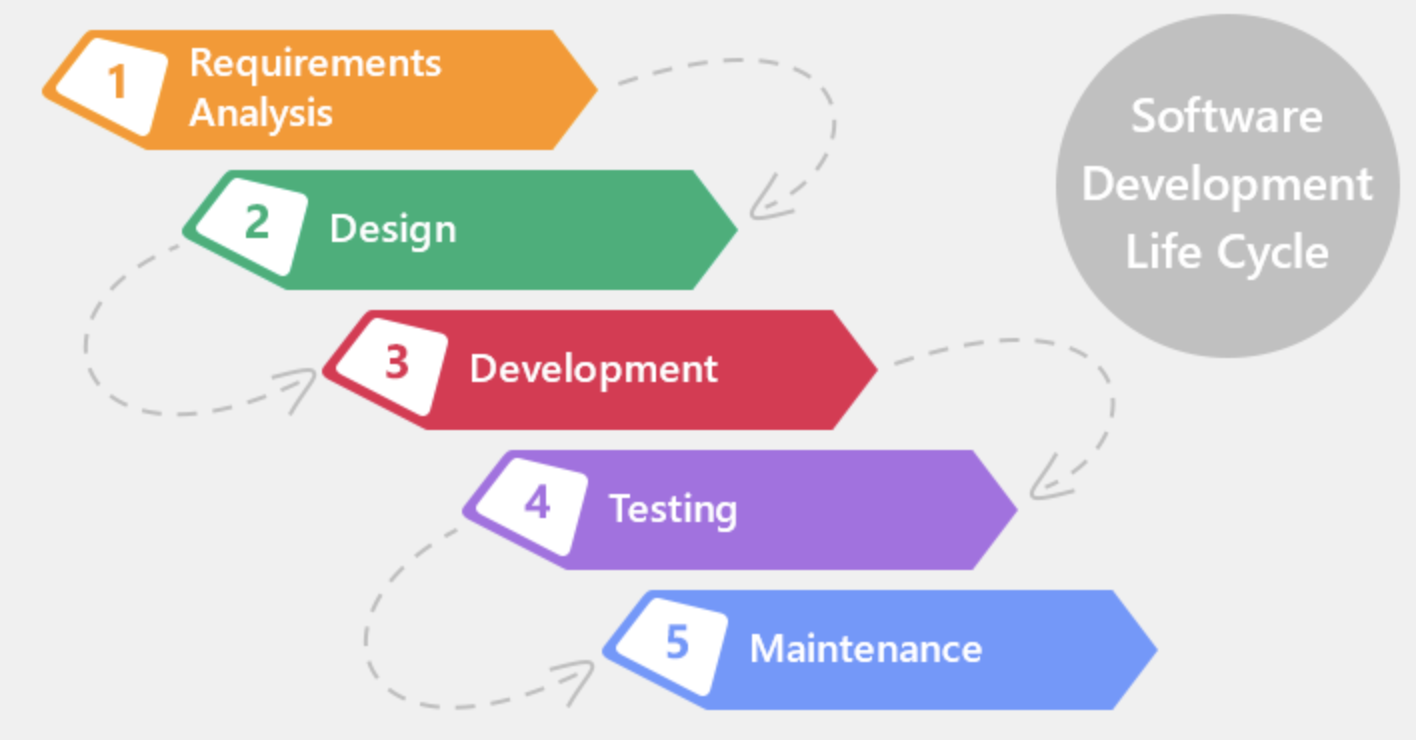 1
Requirements
Analysis
2
Design
3
Development
4
Testing
5
Maintenance
Software
Development
Life Cycle